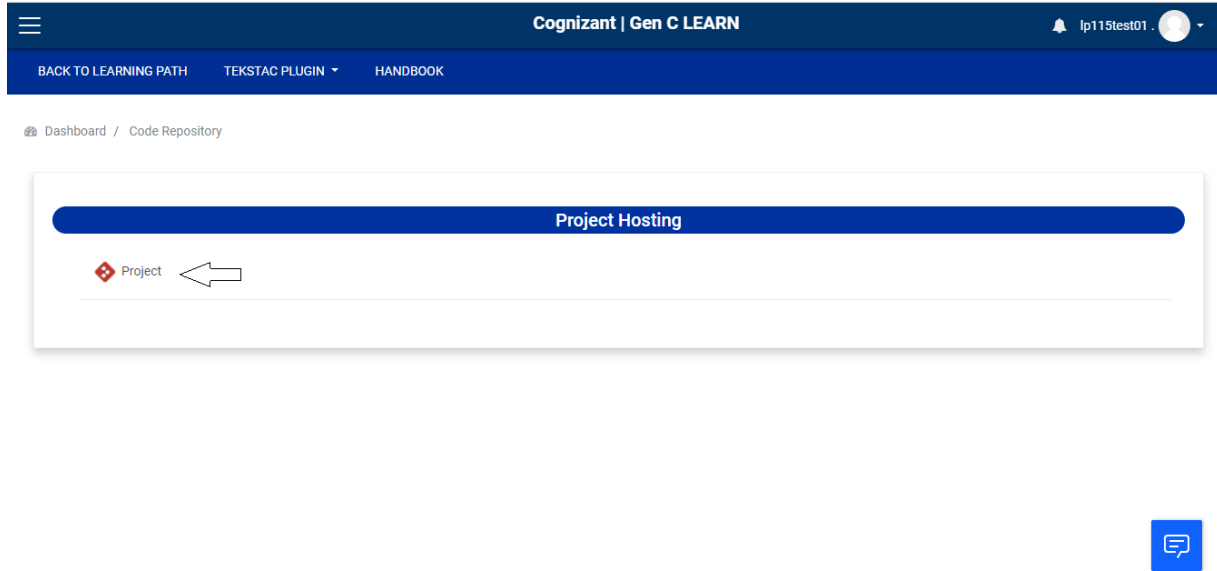 Cognizant | Gen C LEARN
lp115test01 .
BACK TO LEARNING PATH TEKSTAC PLUGIN HANDBOOK
Dashboard / Code Repository
Project Hosting
Project